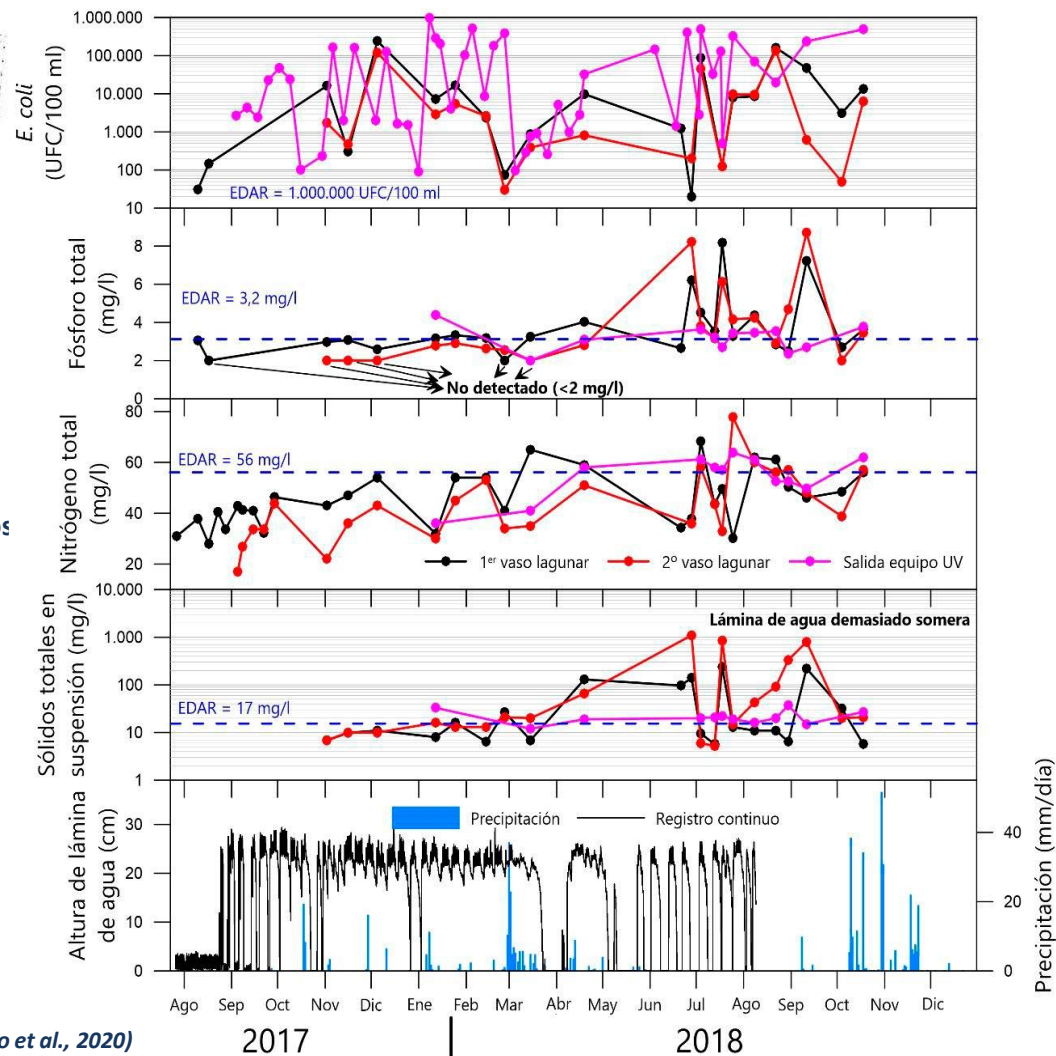 1.000.000
100.000
10.000
1.000
100
10
E. coli
(UFC/100 ml)
EDAR = 1.000.000 UFC/100 ml
8
6
4
2
0
Fósforo total
(mg/l)
EDAR = 3,2 mg/l
No detectado (<2 mg/l)
80
60
40
20
Nitrógeno total
(mg/l)
EDAR = 56 mg/l
1er vaso lagunar 2º vaso lagunar Salida equipo UV
10.000
1.000
100
10
1
Sólidos totales en
suspensión (mg/l)
Lámina de agua demasiado somera
EDAR = 17 mg/l
30
20
10
0
Altura de lámina
de agua (cm)
Precipitación Registro continuo
40
20
0
Precipitación (mm/día)
Ago Sep Oct Nov Dic Ene Feb Mar Abr May Jun Jul Ago Sep Oct Nov Dic
2017 2018
o et al., 2020)